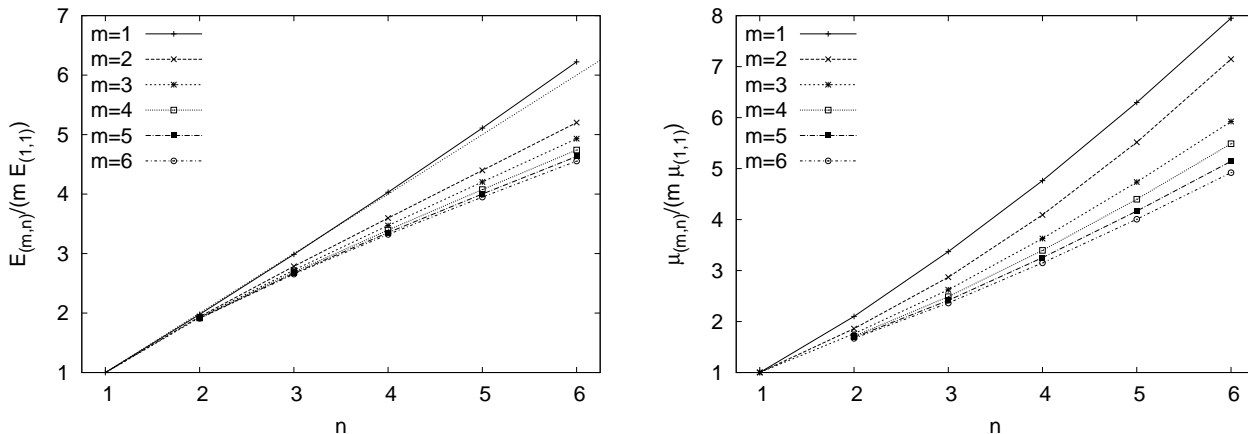 7
6
5
4
3
2
1
1 2 3 4 5 6
n
E(m,n)/(m E(1,1))
m=1
m=2
m=3
m=4
m=5
m=6
8
7
6
5
4
3
2
1
1 2 3 4 5 6
n
μ(m,n)/(m μ(1,1))
m=1
m=2
m=3
m=4
m=5
m=6